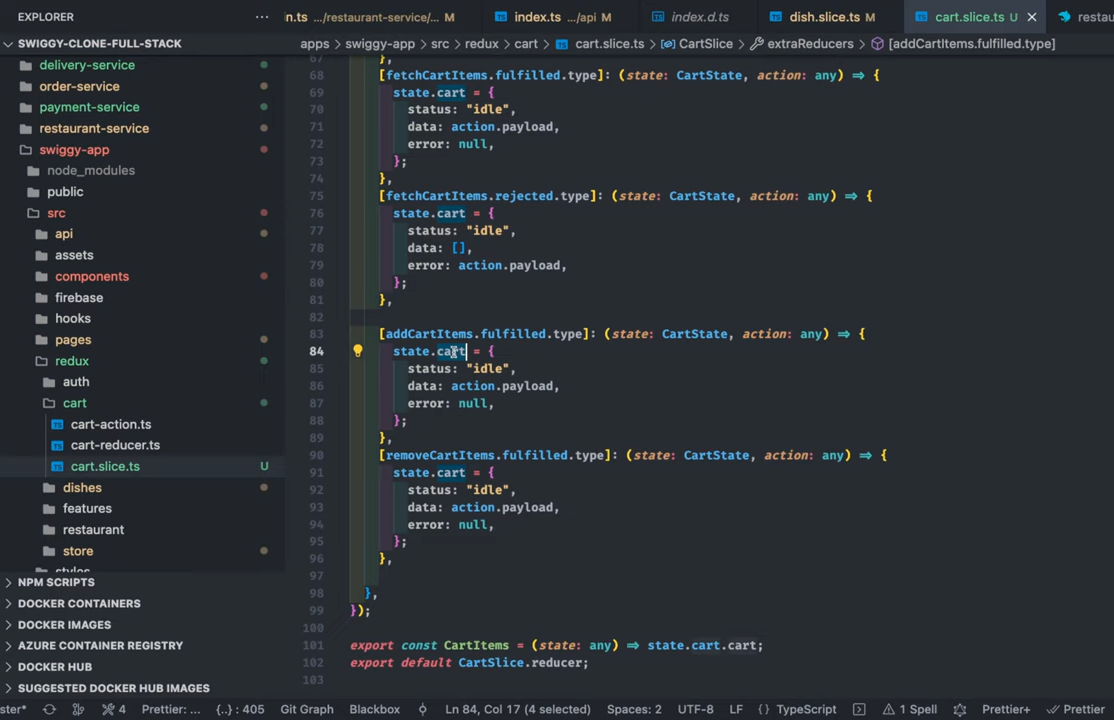 EXPLORER
...
n.ts .../restaurant-service/... M
index.ts .../api M
index.d.ts
dish.slice.ts M
cart.slice.ts U
restau
SWIGGY-CLONE-FULL-STACK
apps > swiggy-app > src > redux > cart > cart.slice.ts > CartSlice > extraReducers > [addCartItems.fulfilled.type]
delivery-service
order-service
payment-service
restaurant-service
swiggy-app
node_modules
public
src
api
assets
components
firebase
hooks
pages
redux
auth
cart
cart-action.ts
cart-reducer.ts
cart.slice.ts U
dishes
features
restaurant
store
styles
NPM SCRIPTS
DOCKER CONTAINERS
DOCKER IMAGES
AZURE CONTAINER REGISTRY
DOCKER HUB
SUGGESTED DOCKER HUB IMAGES
67 },
68 [fetchCartItems.fulfilled.type]: (state: CartState, action: any) => {
69 state.cart = {
70 status: "idle",
71 data: action.payload,
72 error: null,
73 };
74 },
75 [fetchCartItems.rejected.type]: (state: CartState, action: any) => {
76 state.cart = {
77 status: "idle",
78 data: [],
79 error: action.payload,
80 };
81 },
82
83 [addCartItems.fulfilled.type]: (state: CartState, action: any) => {
84 state.cart = {
85 status: "idle",
86 data: action.payload,
87 error: null,
88 };
89 },
90 [removeCartItems.fulfilled.type]: (state: CartState, action: any) => {
91 state.cart = {
92 status: "idle",
93 data: action.payload,
94 error: null,
95 };
96 },
97
98 },
99 });
100
101 export const CartItems = (state: any) => state.cart.cart;
102 export default CartSlice.reducer;
103
ster* 4 Prettier: ... {..} : 405 Git Graph Blackbox Ln 84, Col 17 (4 selected) Spaces: 2 UTF-8 LF {} TypeScript 1 Spell Prettier+ Prettier